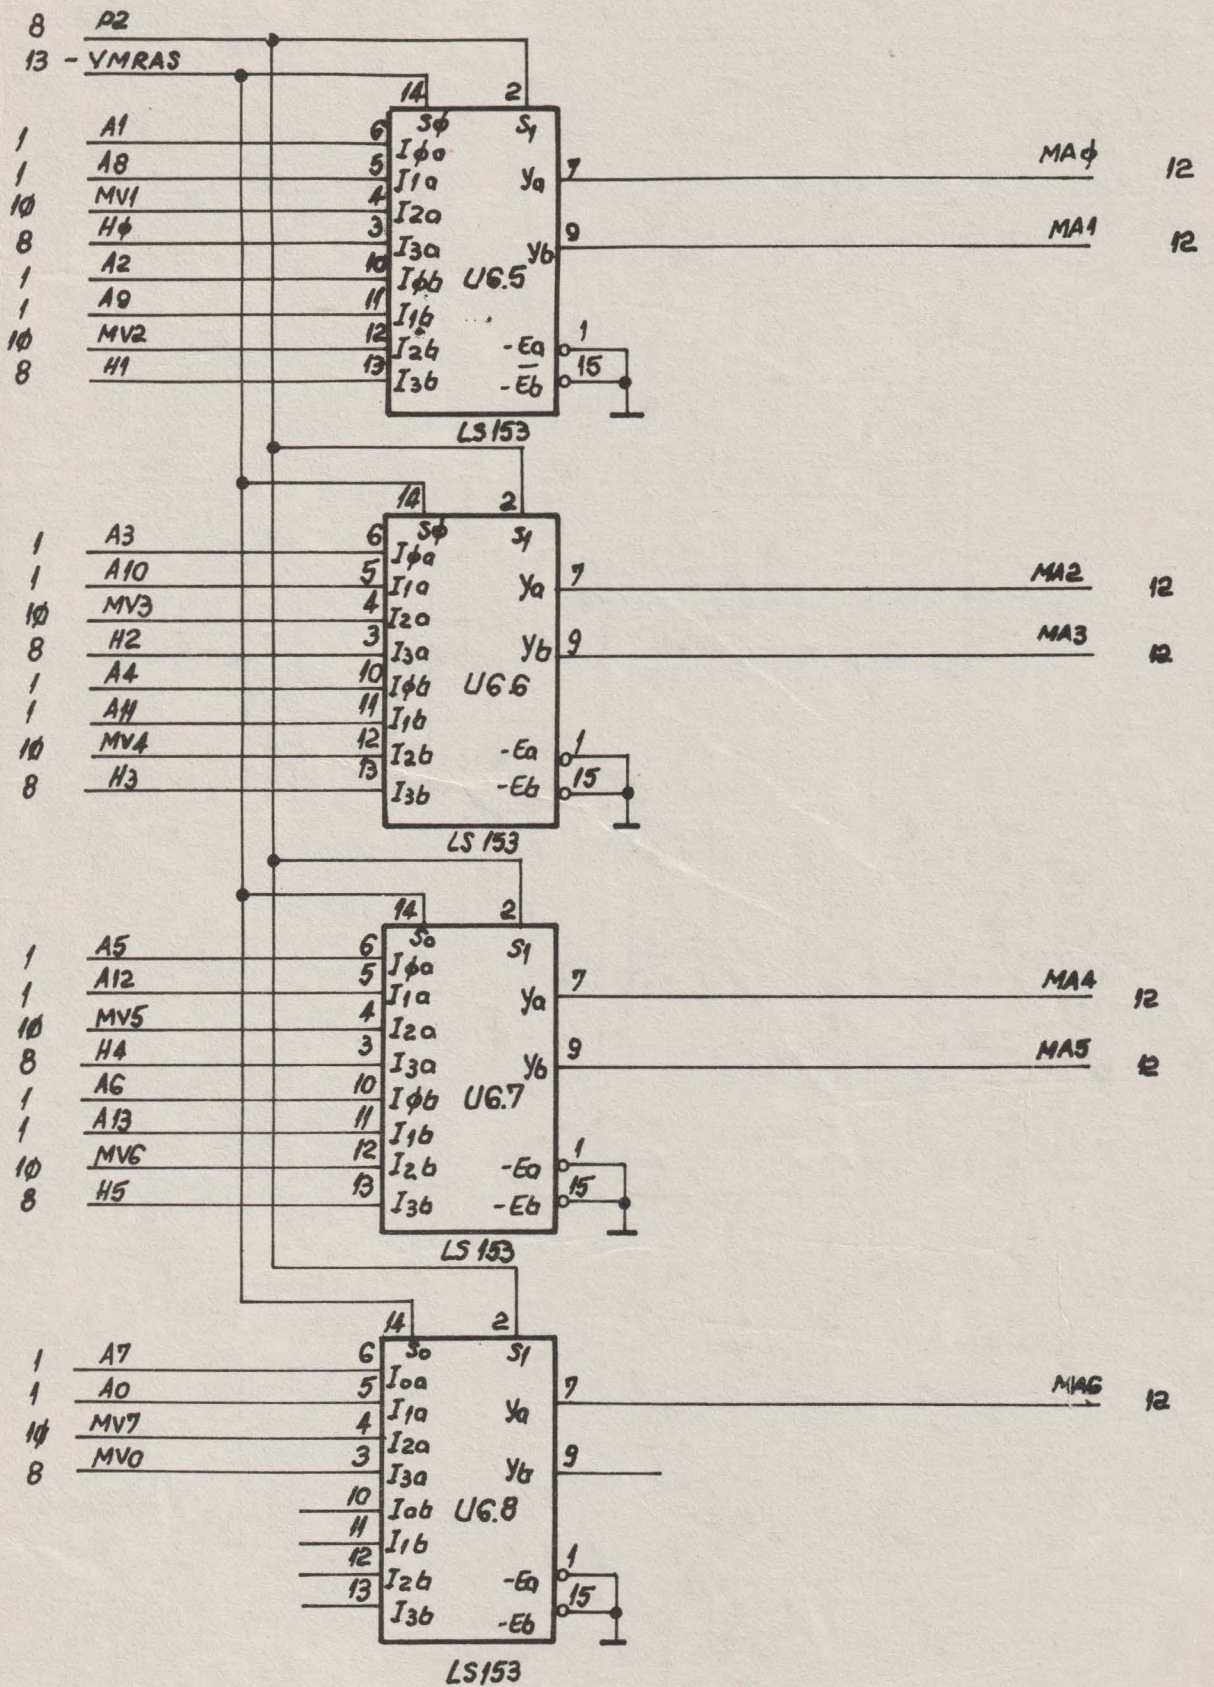 8 P2
13 -VMRAS
14 2
Sϕ S1
1 A1 6 Iϕa
1 A8 5 I1a Ya 7 MAϕ 12
1ϕ MV1 4 I2a
8 Hϕ 3 I3a Yb 9 MA1 12
1 A2 10 Iϕb U6.5
1 A9 11 I1b
1ϕ MV2 12 I2b -Ea 1
8 H1 13 I3b -E̅b 15
LS153
14 2
Sϕ S1
1 A3 6 Iϕa
1 A10 5 I1a Ya 7 MA2 12
1ϕ MV3 4 I2a
8 H2 3 I3a Yb 9 MA3 12
1 A4 10 Iϕb U6.6
1 A11 11 I1b
1ϕ MV4 12 I2b -Ea 1
8 H3 13 I3b -Eb 15
LS153
14 2
S0 S1
1 A5 6 Iϕa
1 A12 5 I1a Ya 7 MA4 12
1ϕ MV5 4 I2a
8 H4 3 I3a Yb 9 MA5 12
1 A6 10 Iϕb U6.7
1 A13 11 I1b
1ϕ MV6 12 I2b -Ea 1
8 H5 13 I3b -Eb 15
LS153
14 2
S0 S1
1 A7 6 I0a
1 A0 5 I1a Ya 7 MA6 12
1ϕ MV7 4 I2a
8 MV0 3 I3a Yb 9
10 I0b U6.8
11 I1b
12 I2b -Ea 1
13 I3b -Eb 15
LS153